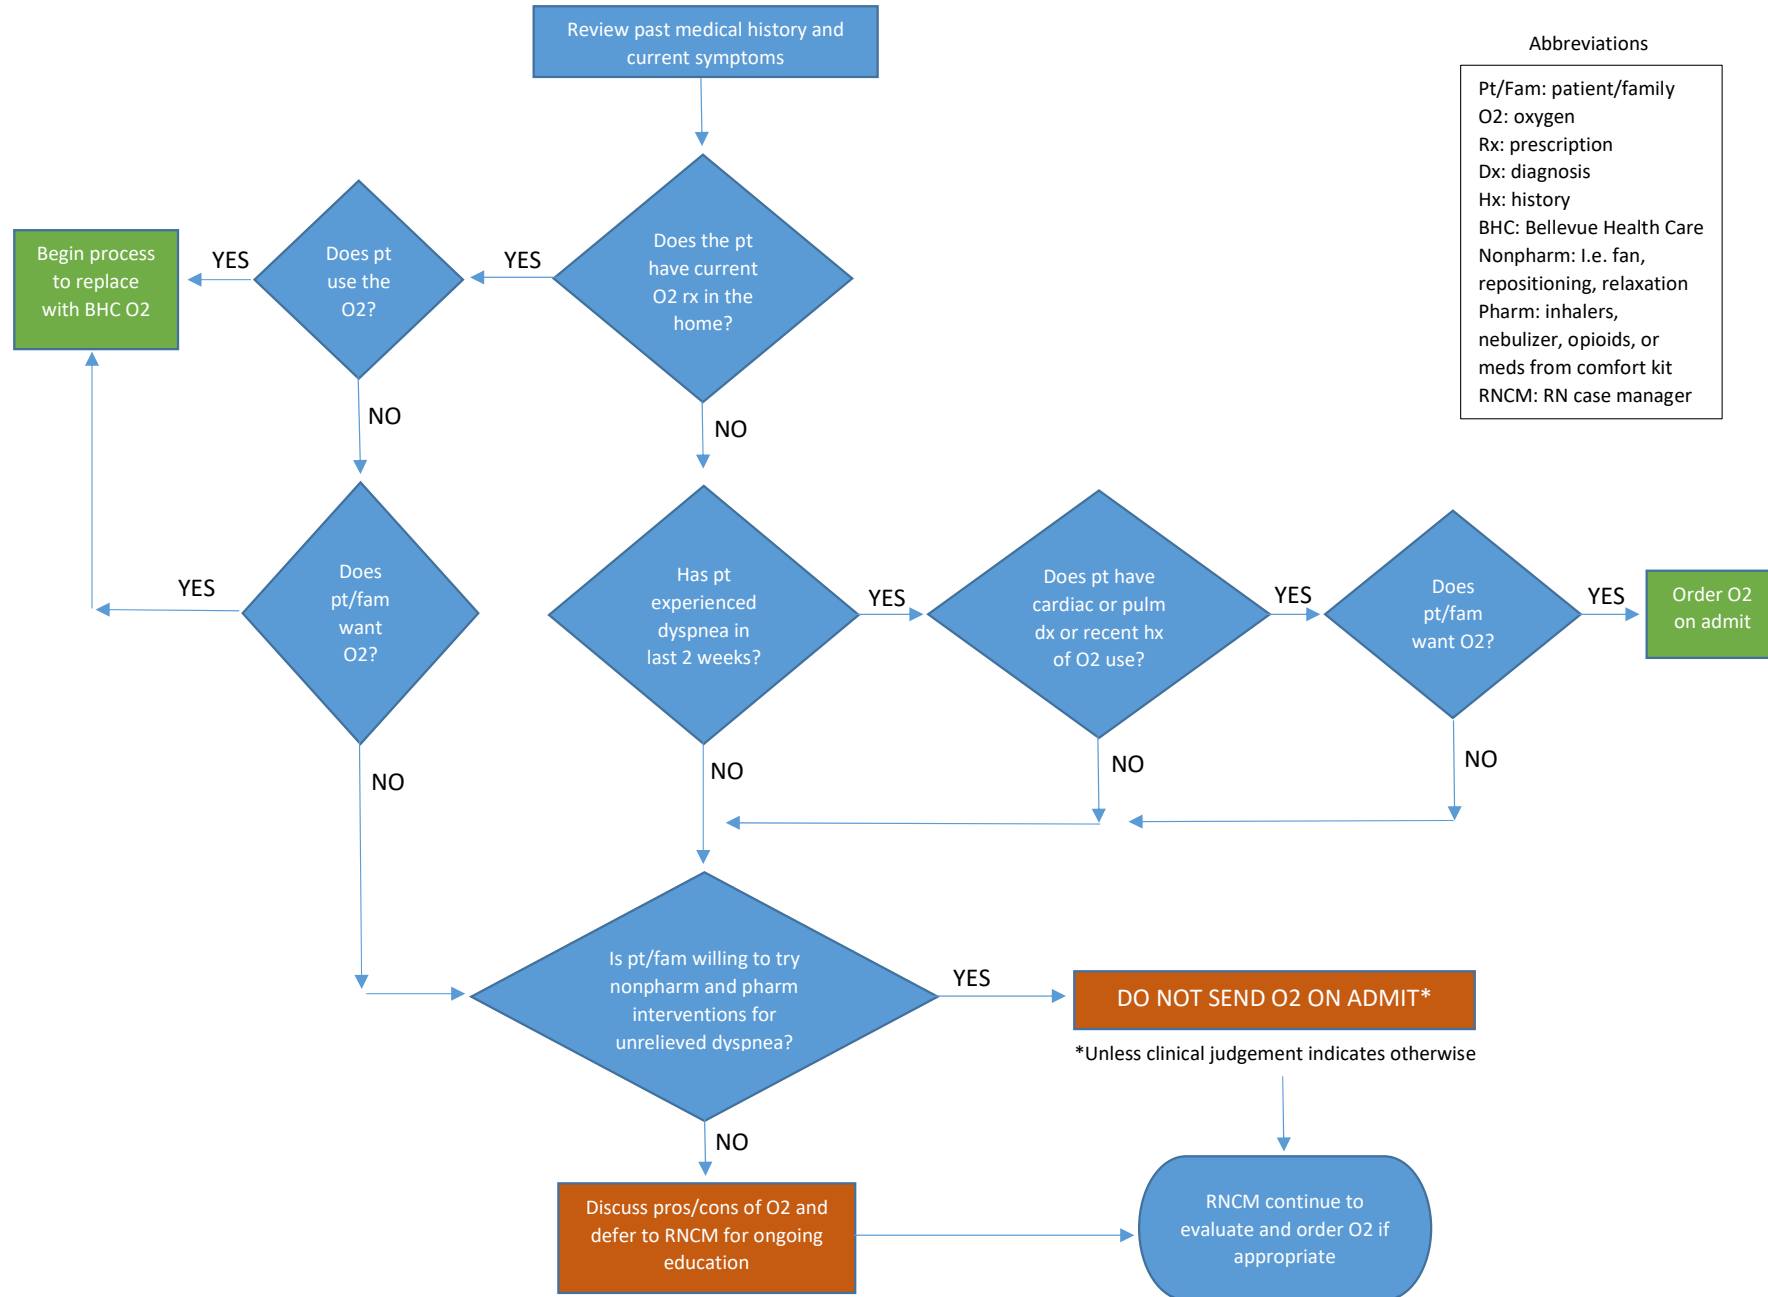 Review past medical history and
current symptoms
Abbreviations
Pt/Fam: patient/family
O2: oxygen
Rx: prescription
Dx: diagnosis
Hx: history
BHC: Bellevue Health Care
Nonpharm: I.e. fan,
repositioning, relaxation
Pharm: inhalers,
nebulizer, opioids, or
meds from comfort kit
RNCM: RN case manager
Begin process
to replace
with BHC O2
YES
Does pt
use the
O2?
YES
Does the pt
have current
O2 rx in the
home?
NO
NO
YES
Does
pt/fam
want
O2?
Has pt
experienced
dyspnea in
last 2 weeks?
YES
Does pt have
cardiac or pulm
dx or recent hx
of O2 use?
YES
Does
pt/fam
want O2?
YES
Order O2
on admit
NO
NO
NO
NO
Is pt/fam willing to try
nonpharm and pharm
interventions for
unrelieved dyspnea?
YES
DO NOT SEND O2 ON ADMIT*
*Unless clinical judgement indicates otherwise
NO
Discuss pros/cons of O2 and
defer to RNCM for ongoing
education
RNCM continue to
evaluate and order O2 if
appropriate